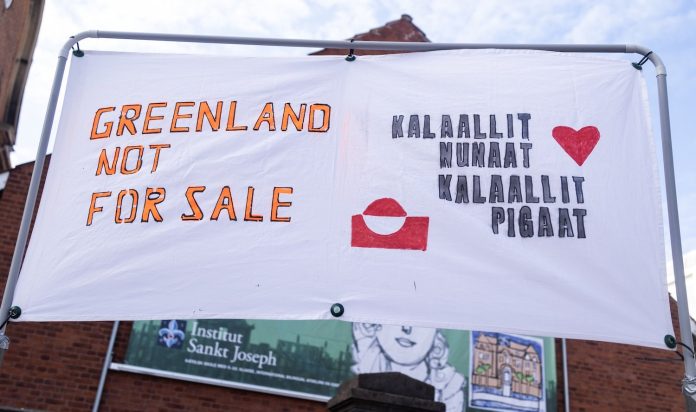 GREENLAND
NOT
FOR SALE
KALAALLIT
NUNAAT
KALAALLIT
PIGAAT
Institut
Sankt Joseph